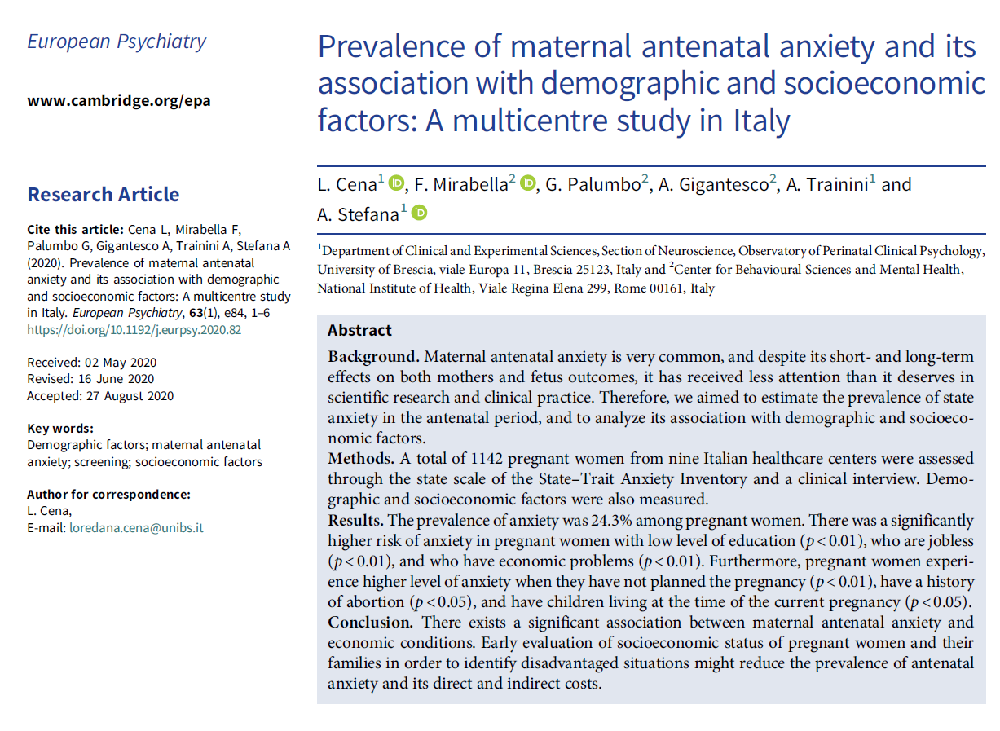 European Psychiatry
www.cambridge.org/epa
Research Article
Cite this article: Cena L, Mirabella F,
Palumbo G, Gigantesco A, Trainini A, Stefana A
(2020). Prevalence of maternal antenatal
anxiety and its association with demographic
and socioeconomic factors: A multicentre study
in Italy. European Psychiatry, 63(1), e84, 1–6
https://doi.org/10.1192/j.eurpsy.2020.82
Received: 02 May 2020
Revised: 16 June 2020
Accepted: 27 August 2020
Key words:
Demographic factors; maternal antenatal
anxiety; screening; socioeconomic factors
Author for correspondence:
L. Cena,
E-mail: loredana.cena@unibs.it
Prevalence of maternal antenatal anxiety and its
association with demographic and socioeconomic
factors: A multicentre study in Italy
L. Cena1 iD, F. Mirabella2 iD, G. Palumbo2, A. Gigantesco2, A. Trainini1 and
A. Stefana1 iD
1Department of Clinical and Experimental Sciences, Section of Neuroscience, Observatory of Perinatal Clinical Psychology,
University of Brescia, viale Europa 11, Brescia 25123, Italy and 2Center for Behavioural Sciences and Mental Health,
National Institute of Health, Viale Regina Elena 299, Rome 00161, Italy
Abstract
Background. Maternal antenatal anxiety is very common, and despite its short- and long-term
effects on both mothers and fetus outcomes, it has received less attention than it deserves in
scientific research and clinical practice. Therefore, we aimed to estimate the prevalence of state
anxiety in the antenatal period, and to analyze its association with demographic and socioeco-
nomic factors.
Methods. A total of 1142 pregnant women from nine Italian healthcare centers were assessed
through the state scale of the State–Trait Anxiety Inventory and a clinical interview. Demo-
graphic and socioeconomic factors were also measured.
Results. The prevalence of anxiety was 24.3% among pregnant women. There was a significantly
higher risk of anxiety in pregnant women with low level of education (p < 0.01), who are jobless
(p < 0.01), and who have economic problems (p < 0.01). Furthermore, pregnant women experi-
ence higher level of anxiety when they have not planned the pregnancy (p < 0.01), have a history
of abortion (p < 0.05), and have children living at the time of the current pregnancy (p < 0.05).
Conclusion. There exists a significant association between maternal antenatal anxiety and
economic conditions. Early evaluation of socioeconomic status of pregnant women and their
families in order to identify disadvantaged situations might reduce the prevalence of antenatal
anxiety and its direct and indirect costs.